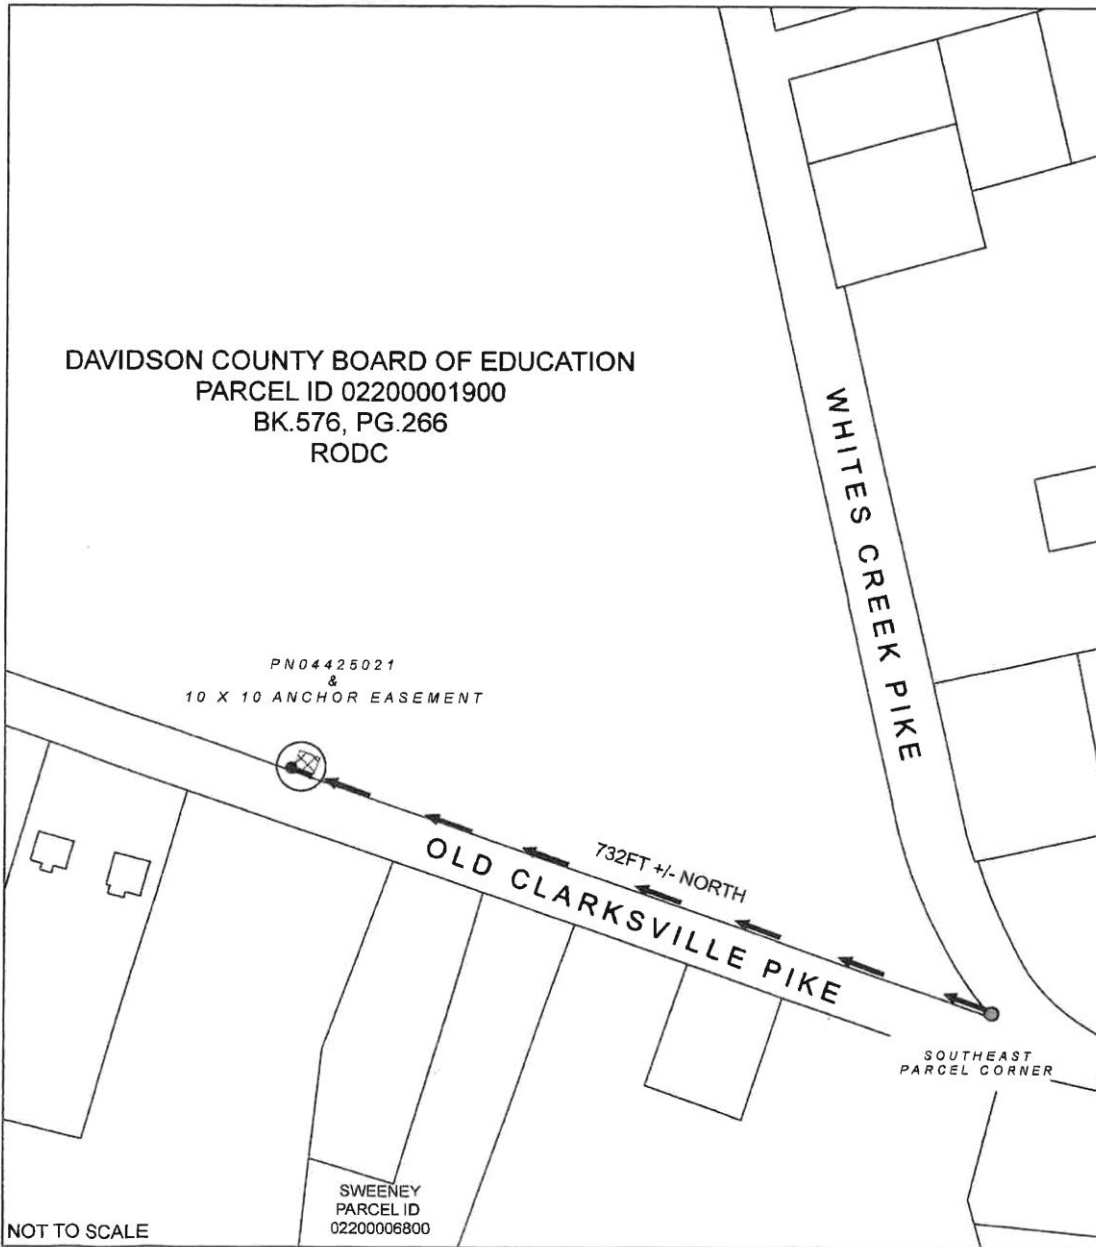 DAVIDSON COUNTY BOARD OF EDUCATION
PARCEL ID 02200001900
BK.576, PG.266
RODC
WHITES CREEK PIKE
PN04425021
&
10 X 10 ANCHOR EASEMENT
732FT +/- NORTH
OLD CLARKSVILLE PIKE
SOUTHEAST
PARCEL CORNER
SWEENEY
PARCEL ID
02200006800
NOT TO SCALE